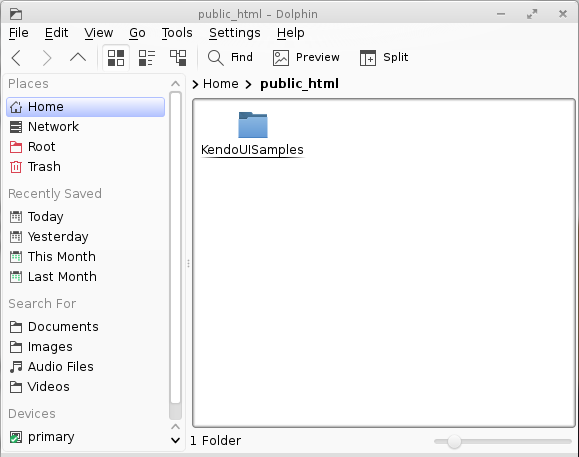 public_html – Dolphin
File Edit View Go Tools Settings Help
Find Preview Split
Places
Home
Network
Root
Trash
Recently Saved
Today
Yesterday
This Month
Last Month
Search For
Documents
Images
Audio Files
Videos
Devices
primary
Home public_html
KendoUISamples
1 Folder